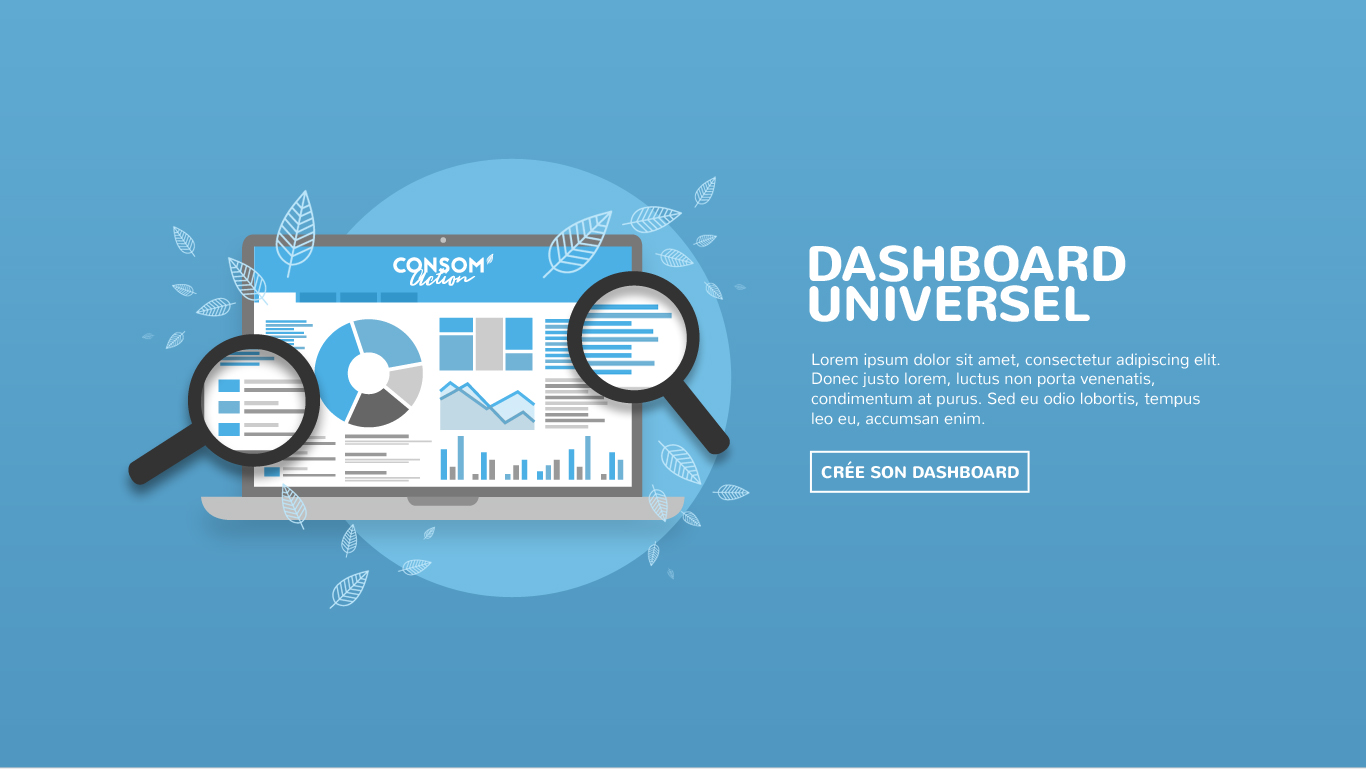 CONSOM'
Action
DASHBOARD
UNIVERSEL
Lorem ipsum dolor sit amet, consectetur adipiscing elit.
Donec justo lorem, luctus non porta venenatis,
condimentum at purus. Sed eu odio lobortis, tempus
leo eu, accumsan enim.
CRÉE SON DASHBOARD